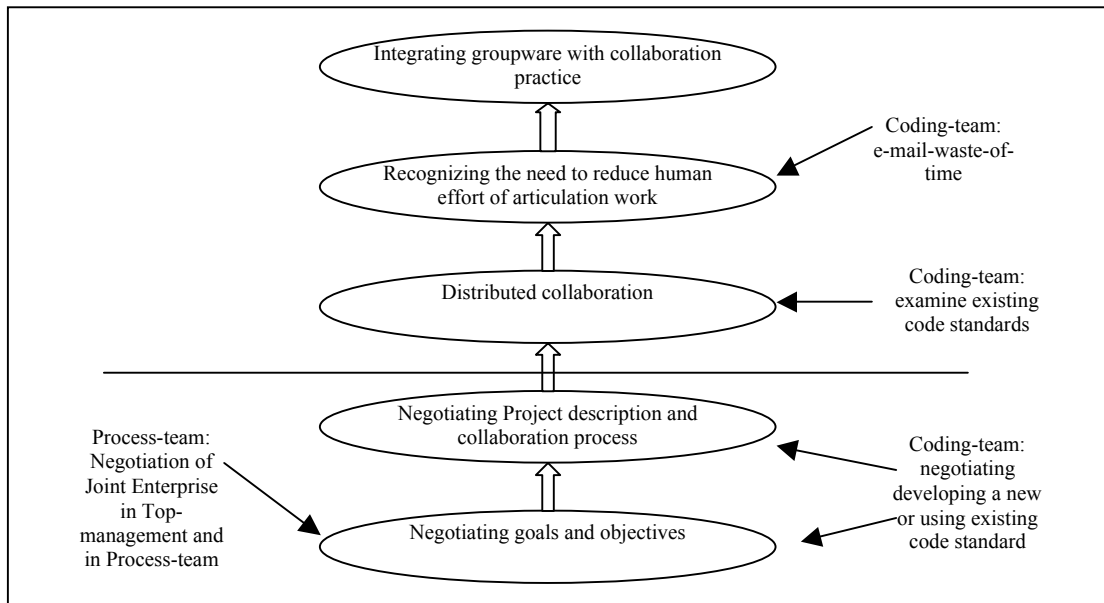 Integrating groupware with collaboration
practice
Coding-team:
e-mail-waste-of-
time
Recognizing the need to reduce human
effort of articulation work
Distributed collaboration
Coding-team:
examine existing
code standards
Negotiating Project description and
collaboration process
Process-team:
Negotiation of
Joint Enterprise
in Top-
management and
in Process-team
Coding-team:
negotiating
developing a new
or using existing
code standard
Negotiating goals and objectives